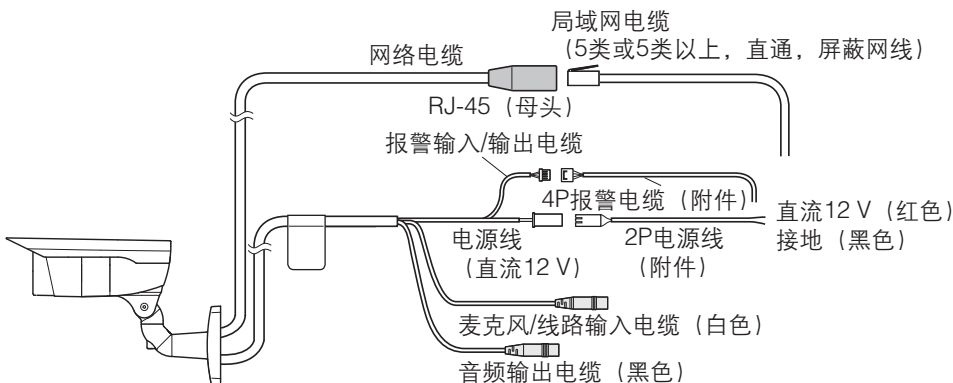 局域网电缆
（5类或5类以上，直通，屏蔽网线）
网络电缆
RJ-45（母头）
报警输入/输出电缆
4P报警电缆（附件）
直流12 V（红色）
接地（黑色）
电源线
（直流12 V）
2P电源线
（附件）
麦克风/线路输入电缆（白色）
音频输出电缆（黑色）